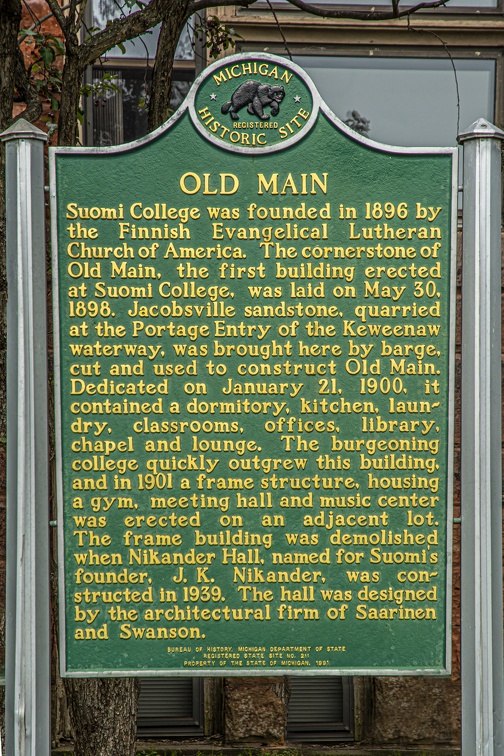 MICHIGAN
REGISTERED
HISTORIC SITE
OLD MAIN
Suomi College was founded in 1896 by
the Finnish Evangelical Lutheran
Church of America. The cornerstone of
Old Main, the first building erected
at Suomi College, was laid on May 30,
1898. Jacobsville sandstone, quarried
at the Portage Entry of the Keweenaw
waterway, was brought here by barge,
cut and used to construct Old Main.
Dedicated on January 21, 1900, it
contained a dormitory, kitchen, laun-
dry, classrooms, offices, library,
chapel and lounge. The burgeoning
college quickly outgrew this building,
and in 1901 a frame structure, housing
a gym, meeting hall and music center
was erected on an adjacent lot.
The frame building was demolished
when Nikander Hall, named for Suomi's
founder, J. K. Nikander, was con-
structed in 1939. The hall was designed
by the architectural firm of Saarinen
and Swanson.
BUREAU OF HISTORY, MICHIGAN DEPARTMENT OF STATE
REGISTERED STATE SITE NO. 211
PROPERTY OF THE STATE OF MICHIGAN, 1991